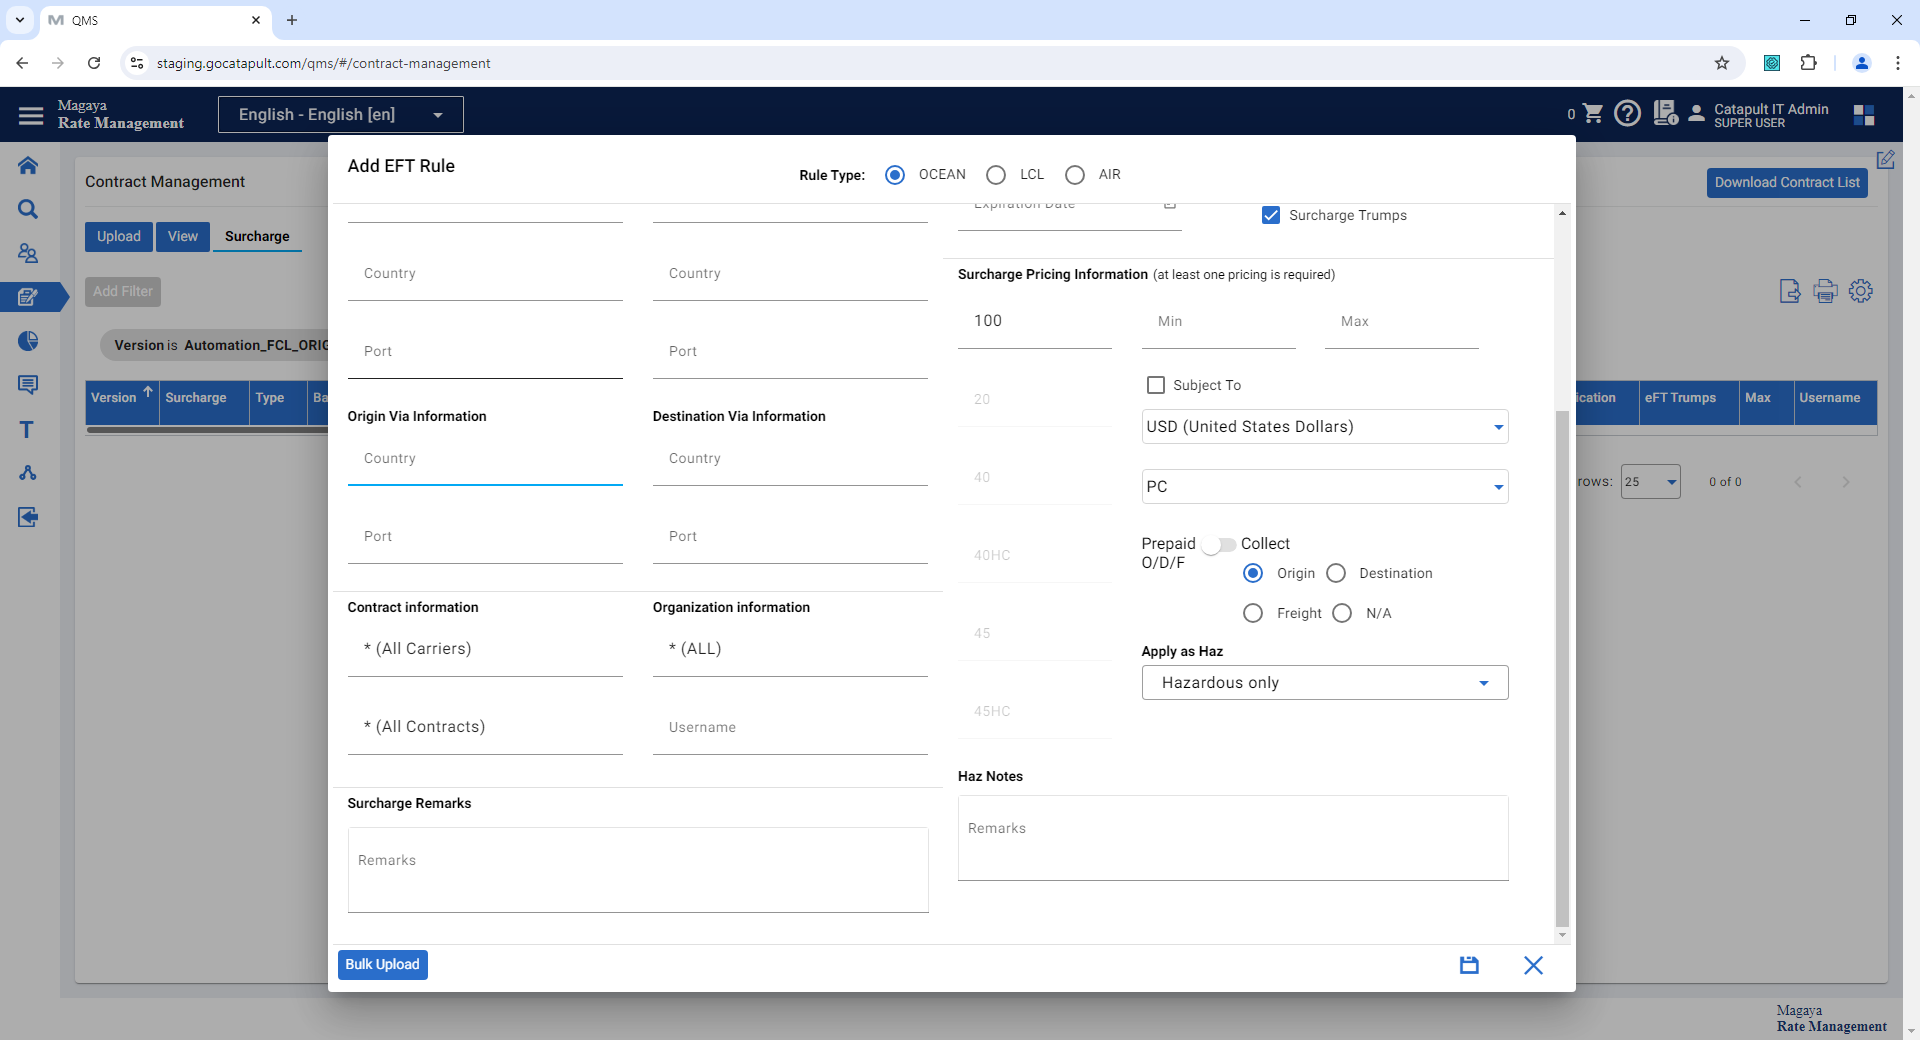 QMS
staging.gocatapult.com/qms/#/contract-management
Magaya
Rate Management
English - English [en]
0
Catapult IT Admin
SUPER USER
Contract Management
Download Contract List
Upload
View
Surcharge
Add Filter
Version is Automation_FCL_ORIG
Version
Surcharge
Type
Ba
ication
eFT Trumps
Max
Username
rows:
25
0 of 0
Add EFT Rule
Rule Type:
OCEAN
LCL
AIR
Expiration Date
Surcharge Trumps
Country
Country
Port
Port
Origin Via Information
Destination Via Information
Country
Country
Port
Port
Contract information
Organization information
* (All Carriers)
* (ALL)
* (All Contracts)
Username
Surcharge Remarks
Remarks
Surcharge Pricing Information (at least one pricing is required)
100
Min
Max
20
Subject To
USD (United States Dollars)
40
PC
40HC
Prepaid
Collect
O/D/F
Origin
Destination
Freight
N/A
45
Apply as Haz
Hazardous only
45HC
Haz Notes
Remarks
Bulk Upload
Magaya
Rate Management